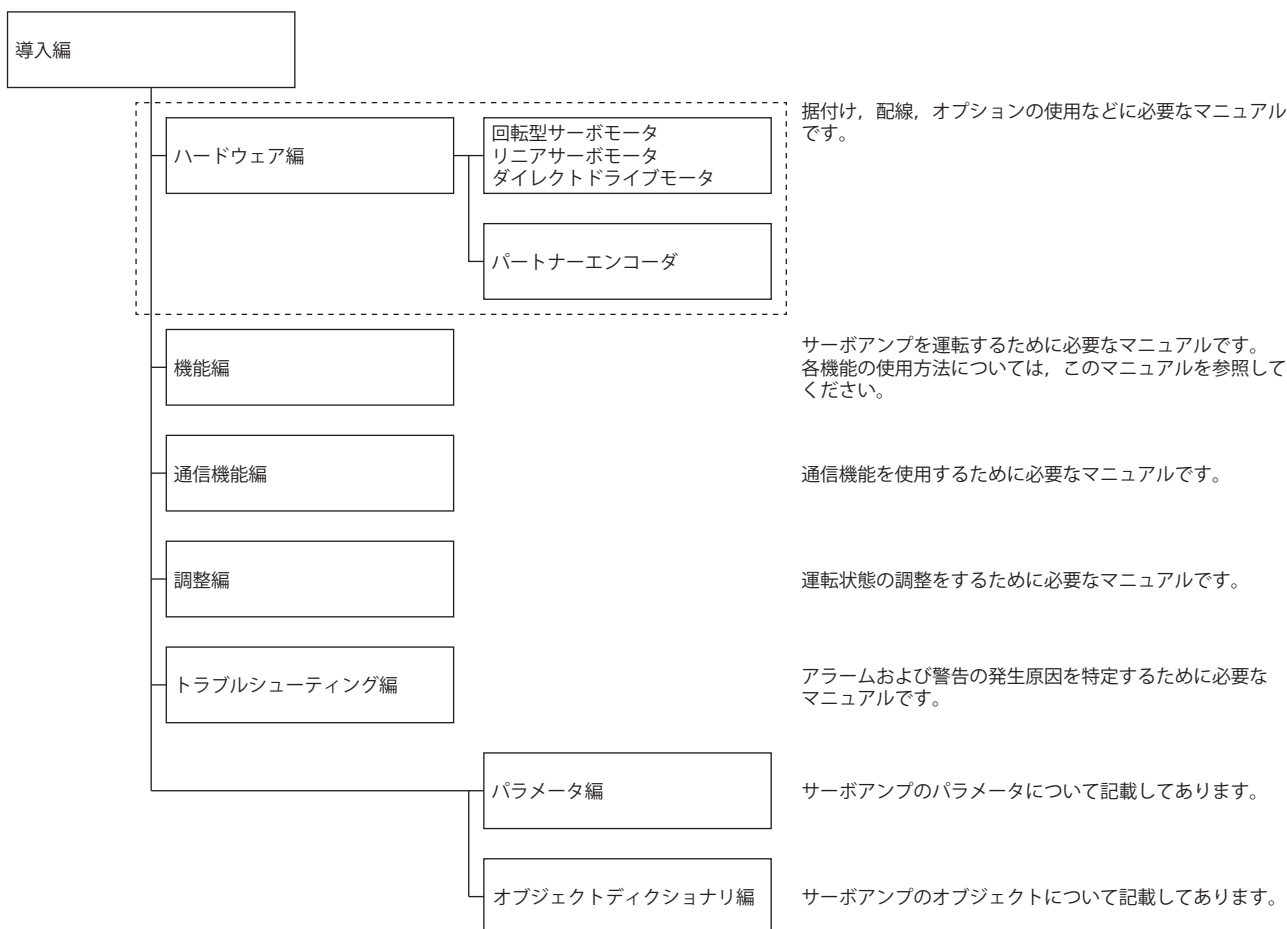 導入編
据付け，配線，オプションの使用などに必要なマニュアル
です。
ハードウェア編
回転型サーボモータ
リニアサーボモータ
ダイレクトドライブモータ
パートナーエンコーダ
機能編
サーボアンプを運転するために必要なマニュアルです。
各機能の使用方法については，このマニュアルを参照して
ください。
通信機能編
通信機能を使用するために必要なマニュアルです。
調整編
運転状態の調整をするために必要なマニュアルです。
トラブルシューティング編
アラームおよび警告の発生原因を特定するために必要な
マニュアルです。
パラメータ編
サーボアンプのパラメータについて記載してあります。
オブジェクトディクショナリ編
サーボアンプのオブジェクトについて記載してあります。